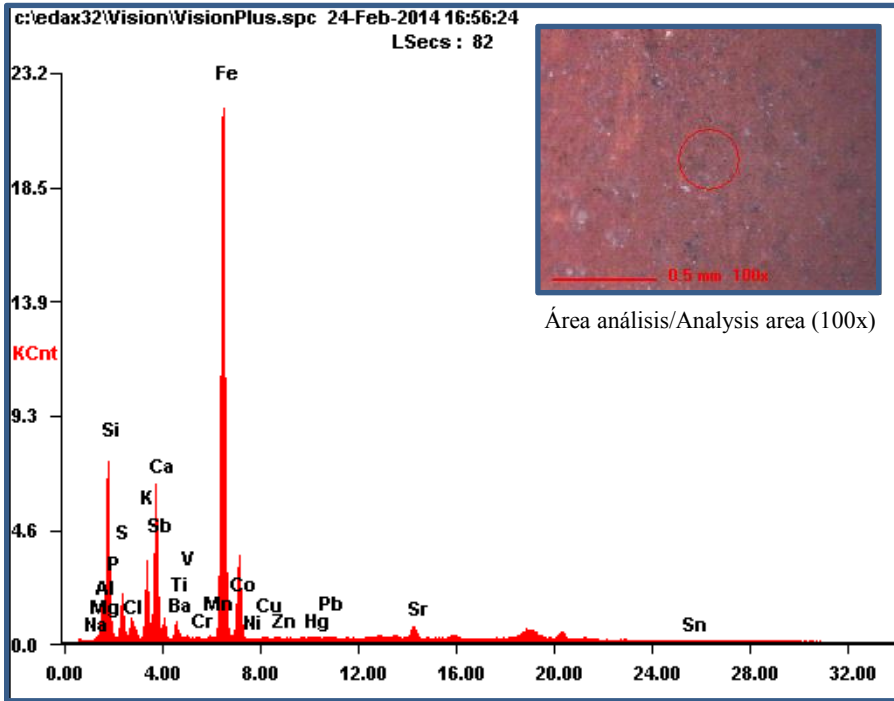 c:\edax32\Vision\VisionPlus.spc 24-Feb-2014 16:56:24
LSecs : 82
23.2
Fe
18.5
0.5 mm 100x
Área análisis/Analysis area (100x)
13.9
KCnt
9.3
Si
Ca
K
4.6
S
Sb
V
P
Al
Ti
Co
Mg
Cl
Ba
Mn
Cu
Pb
Sr
Na
Cr
Ni
Zn
Hg
Sn
0.0
0.00 4.00 8.00 12.00 16.00 20.00 24.00 28.00 32.00